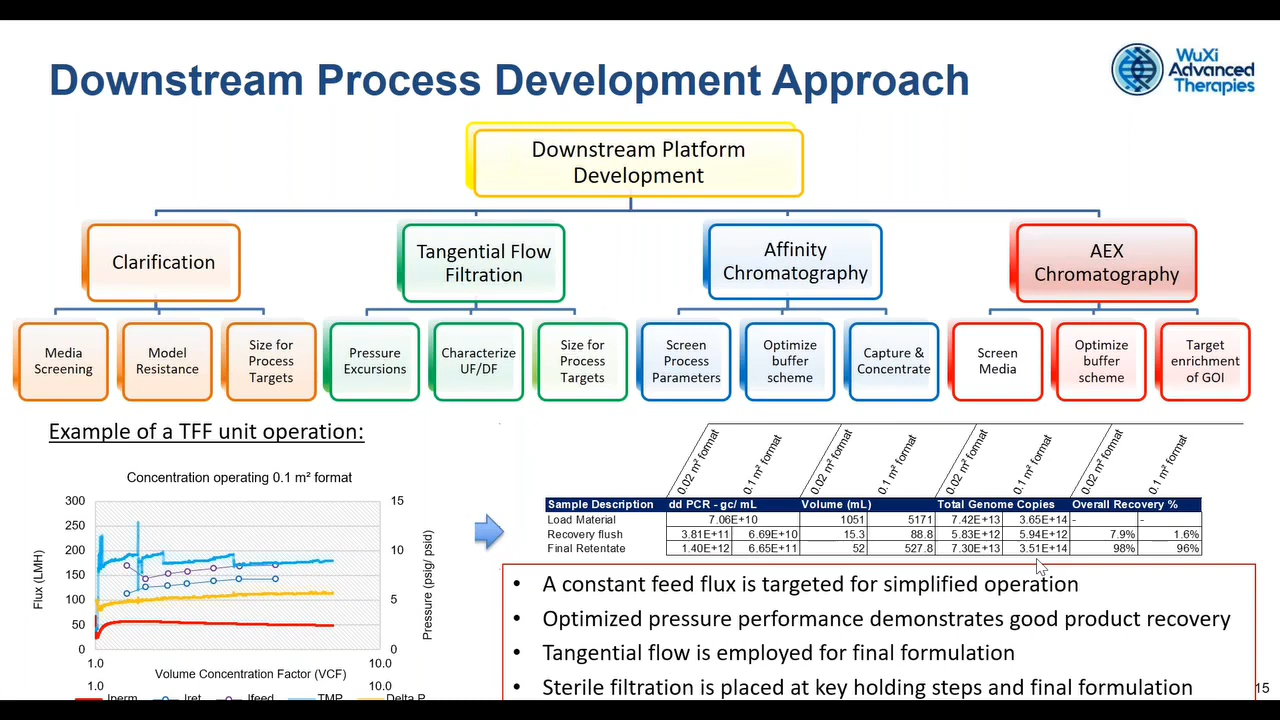 Downstream Process Development Approach
WuXi
Advanced
Therapies
Downstream Platform
Development
Clarification
Tangential Flow
Filtration
Affinity
Chromatography
AEX
Chromatography
Media
Screening
Model
Resistance
Size for
Process
Targets
Pressure
Excursions
Characterize
UF/DF
Size for
Process
Targets
Screen
Process
Parameters
Optimize
buffer
scheme
Capture &
Concentrate
Screen
Media
Optimize
buffer
scheme
Target
enrichment
of GOI
Example of a TFF unit operation:
Concentration operating 0.1 m² format
300
250
200
150
100
50
0
Flux (LMH)
15
10
5
0
Pressure (psig/ psid)
1.0 10.0
Volume Concentration Factor (VCF)
1.0 10.0
Jperm Jret Jfeed TMP Delta P
0.02 m² format 0.1 m² format 0.02 m² format 0.1 m² format 0.02 m² format 0.1 m² format 0.02 m² format 0.1 m² format
Sample Description dd PCR - gc/ mL Volume (mL) Total Genome Copies Overall Recovery %
Load Material 7.06E+10 1051 5171 7.42E+13 3.65E+14 - -
Recovery flush 3.81E+11 6.69E+10 15.3 88.8 5.83E+12 5.94E+12 7.9% 1.6%
Final Retentate 1.40E+12 6.65E+11 52 527.8 7.30E+13 3.51E+14 98% 96%
• A constant feed flux is targeted for simplified operation
• Optimized pressure performance demonstrates good product recovery
• Tangential flow is employed for final formulation
• Sterile filtration is placed at key holding steps and final formulation
15